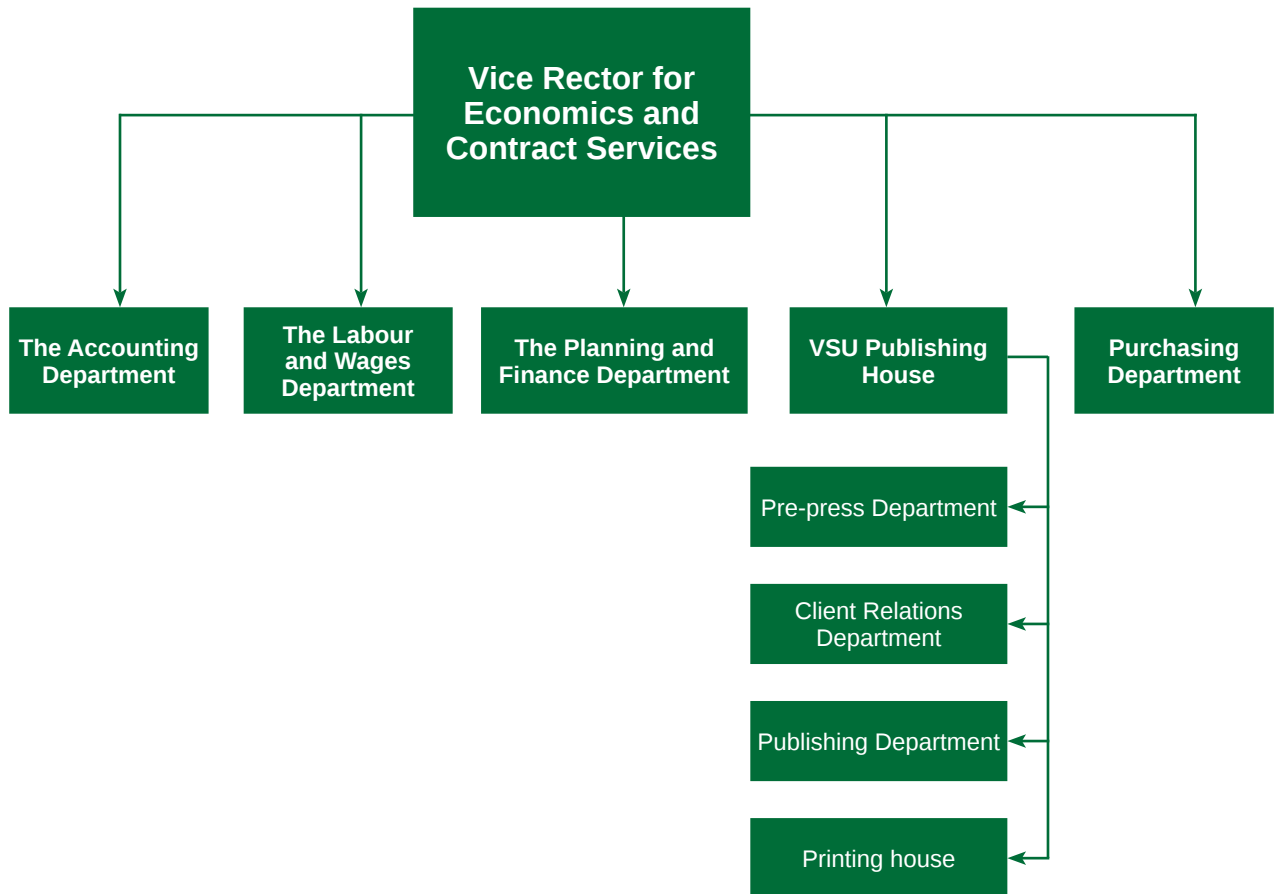 Vice Rector for
Economics and
Contract Services
The Accounting
Department
The Labour
and Wages
Department
The Planning and
Finance Department
VSU Publishing
House
Purchasing
Department
Pre-press Department
Client Relations
Department
Publishing Department
Printing house